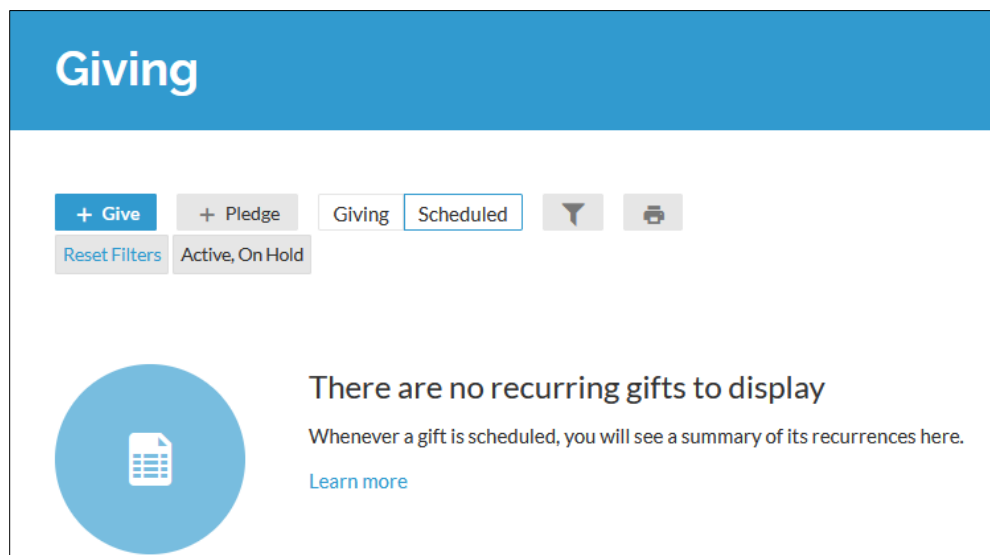 Giving
+ Give + Pledge Giving Scheduled
Reset Filters Active, On Hold
There are no recurring gifts to display
Whenever a gift is scheduled, you will see a summary of its recurrences here.
Learn more